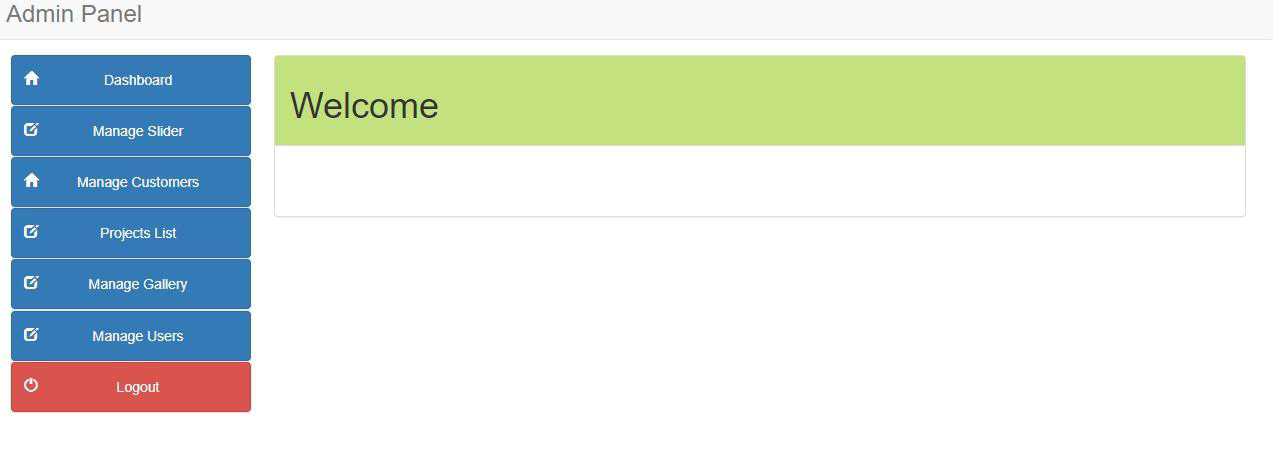 Admin Panel
Dashboard
Manage Slider
Manage Customers
Projects List
Manage Gallery
Manage Users
Logout
Welcome